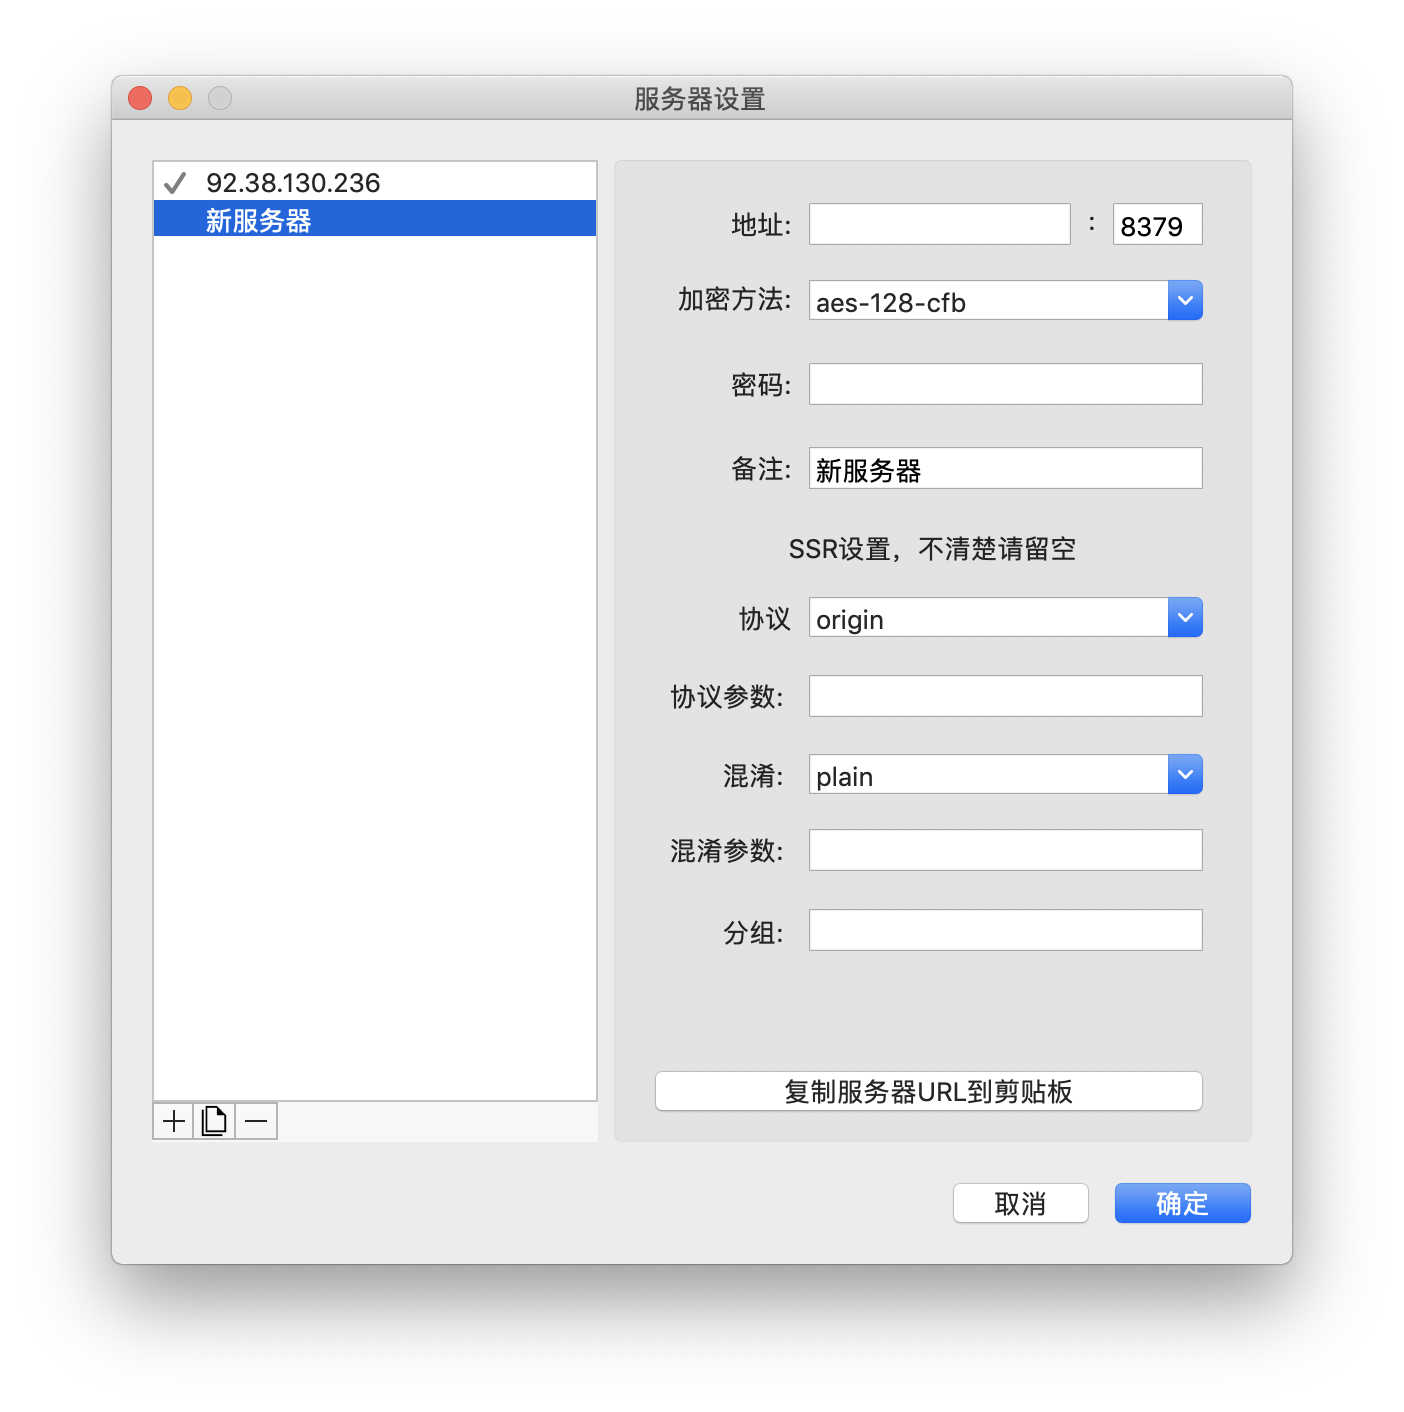 服务器设置
92.38.130.236
新服务器
地址: : 8379
加密方法: aes-128-cfb
密码:
备注: 新服务器
SSR设置，不清楚请留空
协议 origin
协议参数:
混淆: plain
混淆参数:
分组:
复制服务器URL到剪贴板
取消 确定